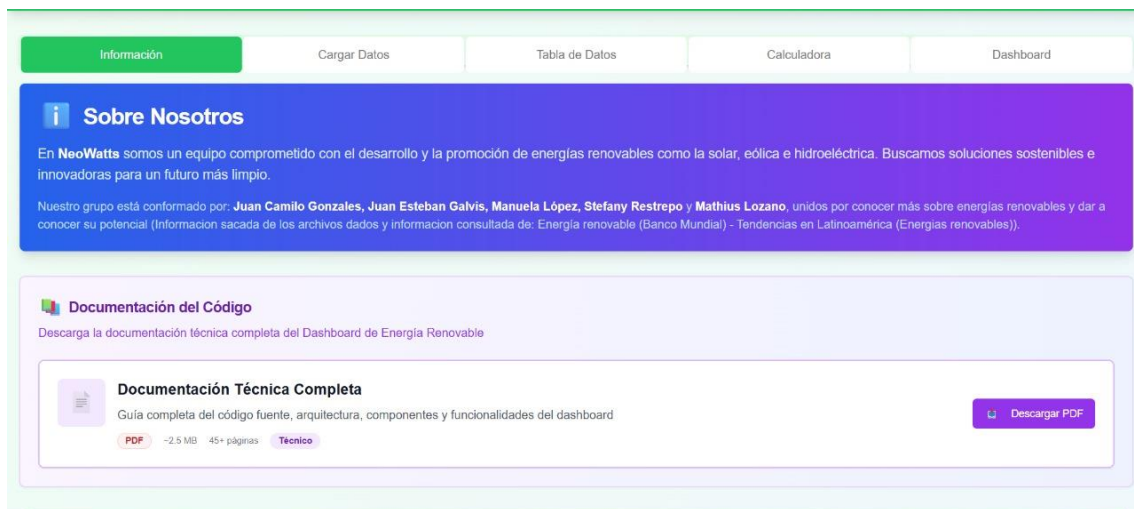 Información
Cargar Datos
Tabla de Datos
Calculadora
Dashboard
Sobre Nosotros
En NeoWatts somos un equipo comprometido con el desarrollo y la promoción de energías renovables como la solar, eólica e hidroeléctrica. Buscamos soluciones sostenibles e
innovadoras para un futuro más limpio.
Nuestro grupo está conformado por: Juan Camilo Gonzales, Juan Esteban Galvis, Manuela López, Stefany Restrepo y Mathius Lozano, unidos por conocer más sobre energías renovables y dar a
conocer su potencial (Informacion sacada de los archivos dados y informacion consultada de: Energía renovable (Banco Mundial) - Tendencias en Latinoamérica (Energias renovables)).
Documentación del Código
Descarga la documentación técnica completa del Dashboard de Energía Renovable
Documentación Técnica Completa
Guía completa del código fuente, arquitectura, componentes y funcionalidades del dashboard
PDF ~2.5 MB 45+ páginas Técnico
Descargar PDF